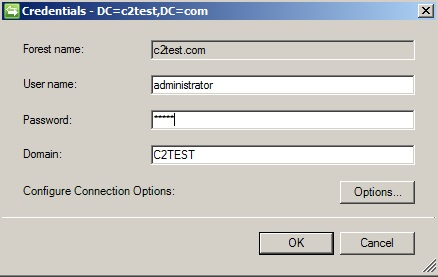 Credentials - DC=c2test,DC=com
Forest name: c2test.com
User name: administrator
Password: *****
Domain: C2TEST
Configure Connection Options: Options...
OK Cancel